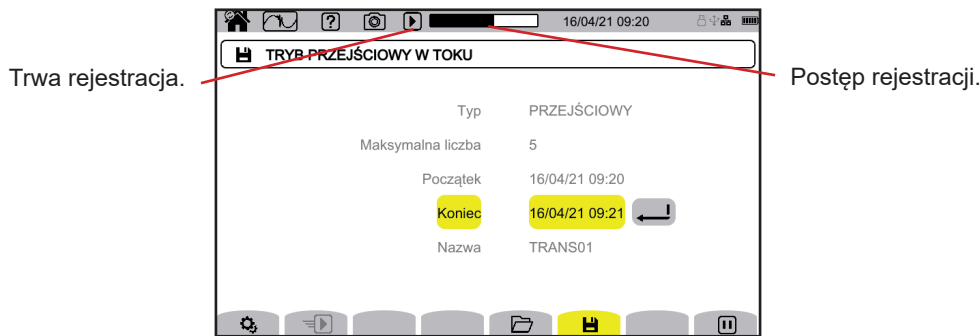 ? 16/04/21 09:20
TRYB PRZEJŚCIOWY W TOKU
Trwa rejestracja.
Postęp rejestracji.
Typ PRZEJŚCIOWY
Maksymalna liczba 5
Początek 16/04/21 09:20
Koniec 16/04/21 09:21
Nazwa TRANS01